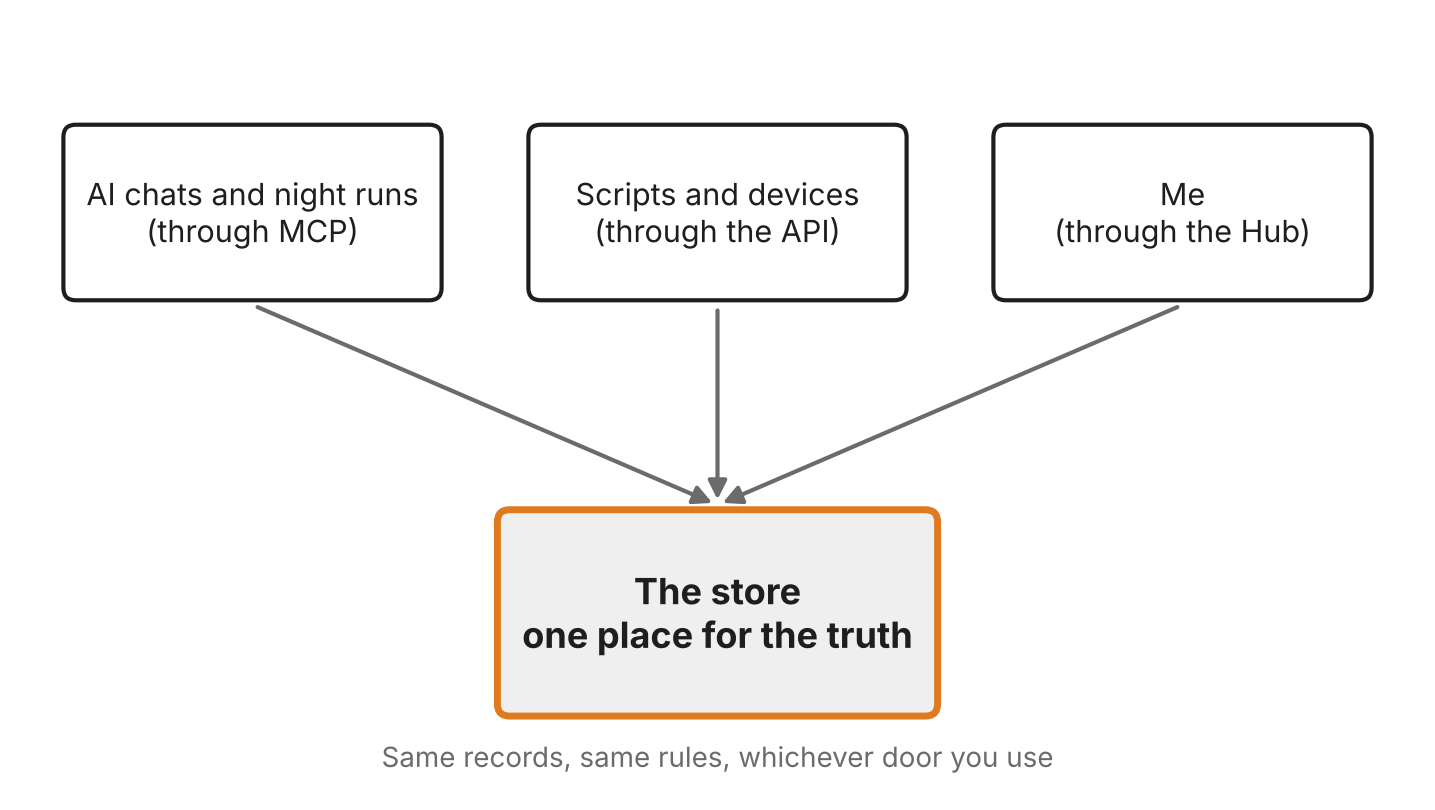 AI chats and night runs
(through MCP)
Scripts and devices
(through the API)
Me
(through the Hub)
The store
one place for the truth
Same records, same rules, whichever door you use